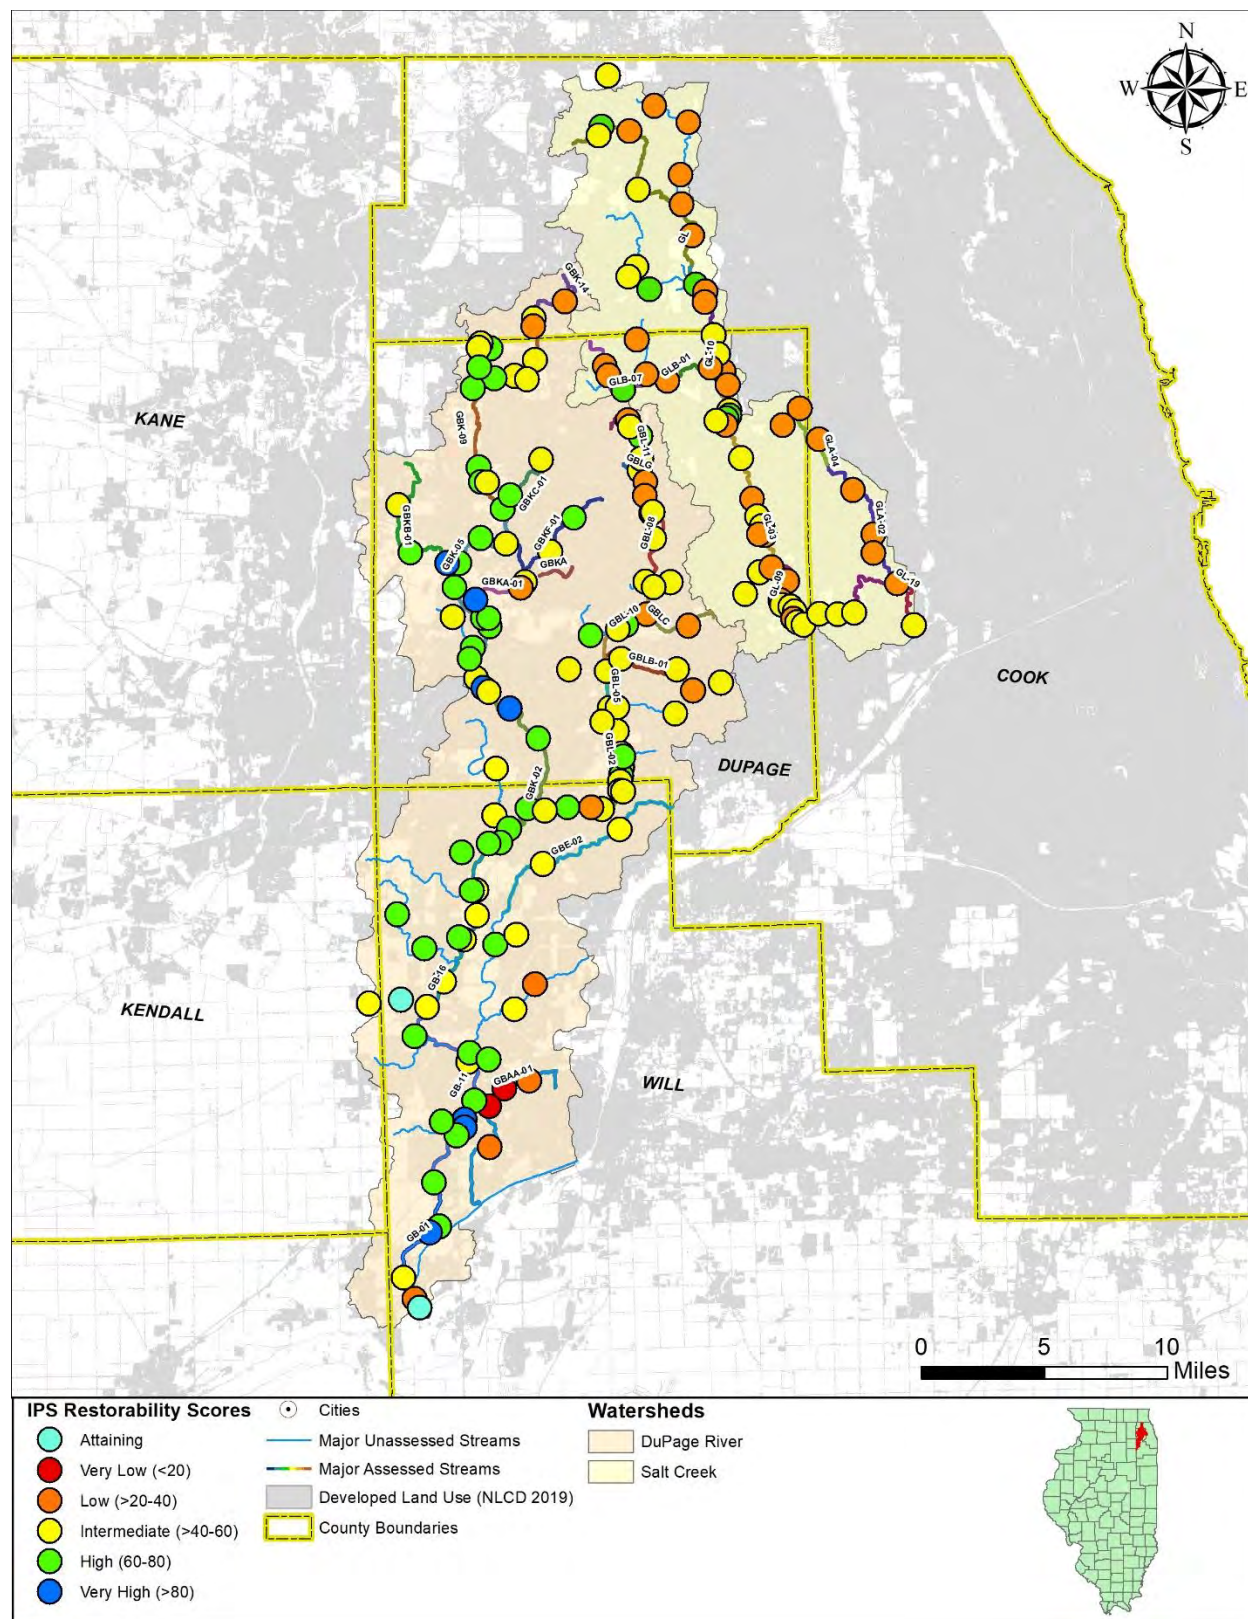 N
W E
S
GBK-14
GL
GL-10
GLB-01
GLB-07
KANE
GBK-09
GBL-11
GBLG
GLA-04
GBKC-01
GBKB-01
GBKF-01
GBL-08
GL-03
GLA-02
GBK-05
GBKA
GBKA-01
GL-09
GL-19
GBL-10
GBLC
GBLB-01
COOK
GBL-05
GBL-02
DUPAGE
GBK-02
GBE-02
GB-16
KENDALL
GB-11
GBAA-01
WILL
GB-01
0 5 10
Miles
IPS Restorability Scores
Attaining
Very Low (<20)
Low (>20-40)
Intermediate (>40-60)
High (60-80)
Very High (>80)
Cities
Major Unassessed Streams
Major Assessed Streams
Developed Land Use (NLCD 2019)
County Boundaries
Watersheds
DuPage River
Salt Creek